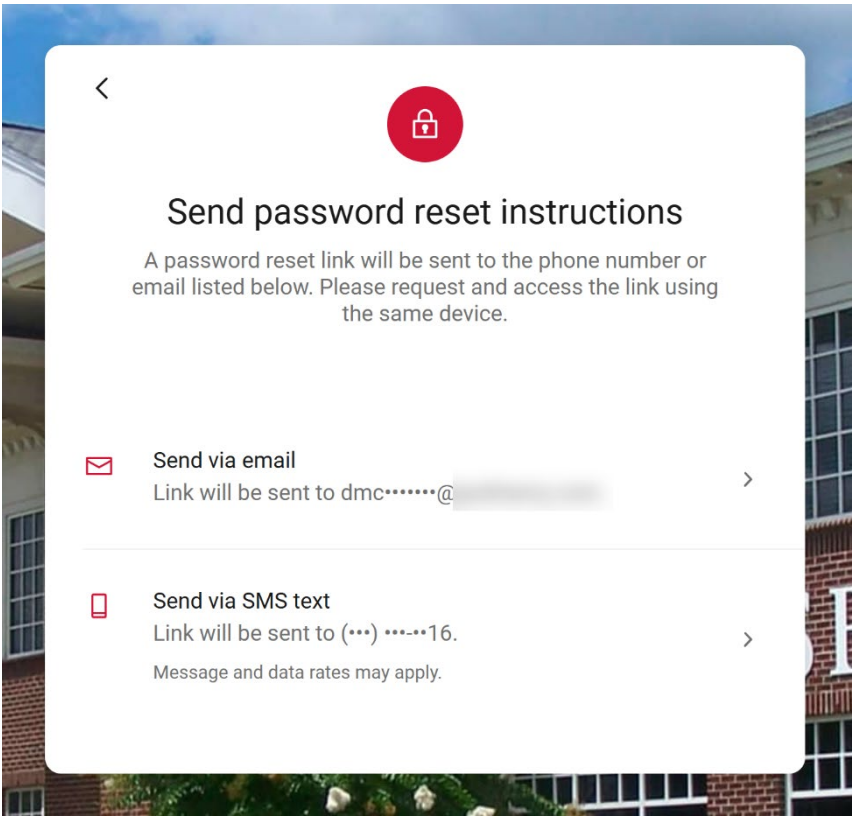 Send password reset instructions
A password reset link will be sent to the phone number or
email listed below. Please request and access the link using
the same device.
Send via email
Link will be sent to dmc•••••••@
Send via SMS text
Link will be sent to (•••) •••-••16.
Message and data rates may apply.